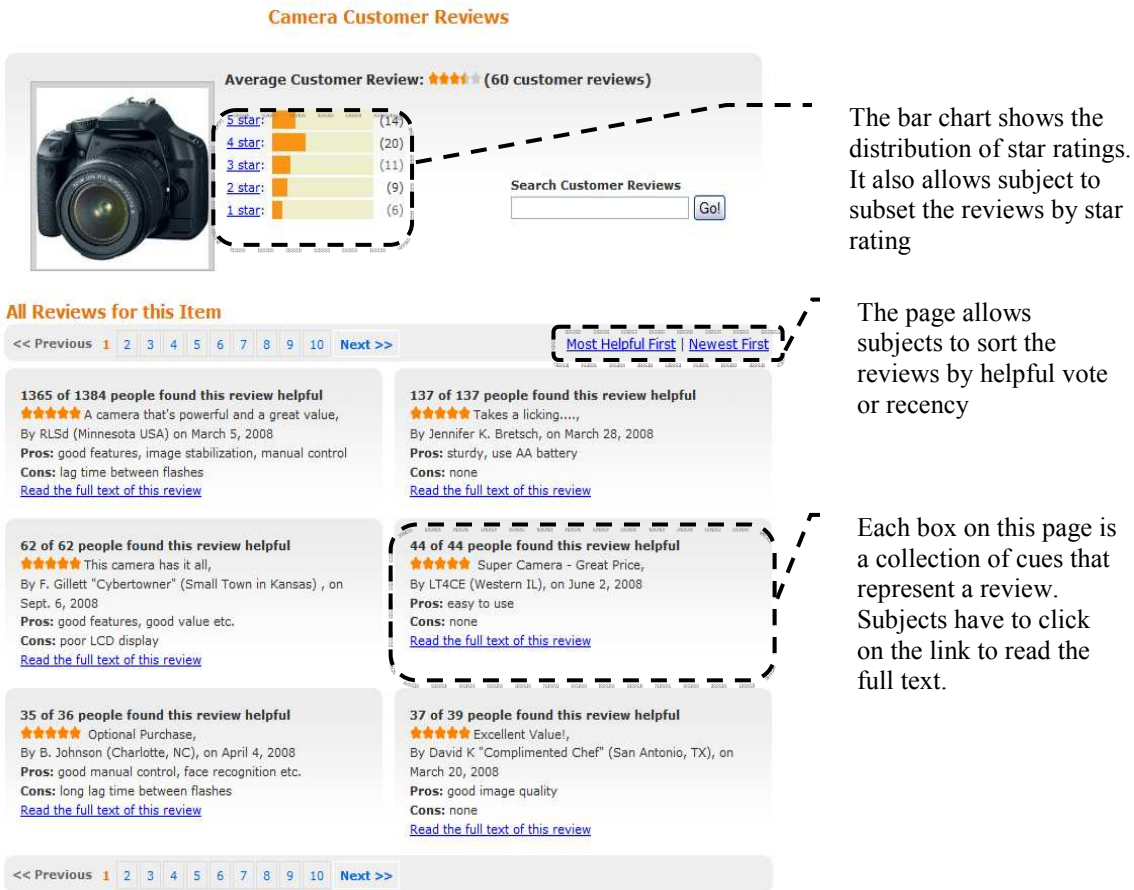 Camera Customer Reviews
Average Customer Review: (60 customer reviews)
5 star: (14)
4 star: (20)
3 star: (11)
2 star: (9)
1 star: (6)
Search Customer Reviews
Go!
The bar chart shows the
distribution of star ratings.
It also allows subject to
subset the reviews by star
rating
All Reviews for this Item
<< Previous 1 2 3 4 5 6 7 8 9 10 Next >>
Most Helpful First | Newest First
The page allows
subjects to sort the
reviews by helpful vote
or recency
1365 of 1384 people found this review helpful
A camera that's powerful and a great value,
By RLSd (Minnesota USA) on March 5, 2008
Pros: good features, image stabilization, manual control
Cons: lag time between flashes
Read the full text of this review
137 of 137 people found this review helpful
Takes a licking....,
By Jennifer K. Bretsch, on March 28, 2008
Pros: sturdy, use AA battery
Cons: none
Read the full text of this review
62 of 62 people found this review helpful
This camera has it all,
By F. Gillett "Cybertowner" (Small Town in Kansas) , on
Sept. 6, 2008
Pros: good features, good value etc.
Cons: poor LCD display
Read the full text of this review
44 of 44 people found this review helpful
Super Camera - Great Price,
By LT4CE (Western IL), on June 2, 2008
Pros: easy to use
Cons: none
Read the full text of this review
Each box on this page is
a collection of cues that
represent a review.
Subjects have to click
on the link to read the
full text.
35 of 36 people found this review helpful
Optional Purchase,
By B. Johnson (Charlotte, NC), on April 4, 2008
Pros: good manual control, face recognition etc.
Cons: long lag time between flashes
Read the full text of this review
37 of 39 people found this review helpful
Excellent Value!,
By David K "Complimented Chef" (San Antonio, TX), on
March 20, 2008
Pros: good image quality
Cons: none
Read the full text of this review
<< Previous 1 2 3 4 5 6 7 8 9 10 Next >>